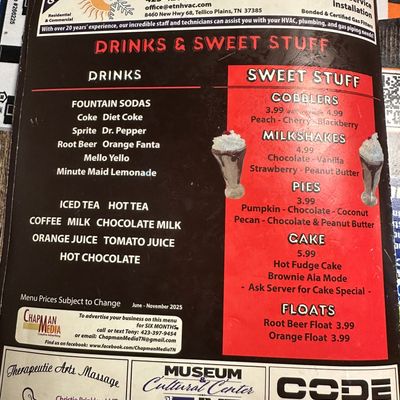 Residential
& Commercial
office@etnhvac.com
8460 New Hwy 68, Tellico Plains, TN 37385
Service
Installation
Bonded & Certified Gas
With over 20 years' experience, our incredible staff and technicians can assist you with your HVAC, plumbing, and gas piping needs!
DRINKS & SWEET STUFF
DRINKS
FOUNTAIN SODAS
Coke Diet Coke
Sprite Dr. Pepper
Root Beer Orange Fanta
Mello Yello
Minute Maid Lemonade
ICED TEA HOT TEA
COFFEE MILK CHOCOLATE MILK
ORANGE JUICE TOMATO JUICE
HOT CHOCOLATE
Menu Prices Subject to Change June - November 2025
CHAPMAN
MEDIA
To advertise your business on this menu
for SIX MONTHS
call or text Tony: 423-397-9454
or email: ChapmanMediaTN@gmail.com
Find us on facebook: www.facebook.com/ChapmanMediaTN
SWEET STUFF
COBBLERS
3.99 4.99
Peach - Cherry - Blackberry
MILKSHAKES
4.99
Chocolate - Vanilla
Strawberry - Peanut Butter
PIES
3.99
Pumpkin - Chocolate - Coconut
Pecan - Chocolate & Peanut Butter
CAKE
5.99
Hot Fudge Cake
Brownie Ala Mode
- Ask Server for Cake Special -
FLOATS
Root Beer Float 3.99
Orange Float 3.99
Therapeutic Arts Massage
MUSEUM
& Cultural Center
CODE